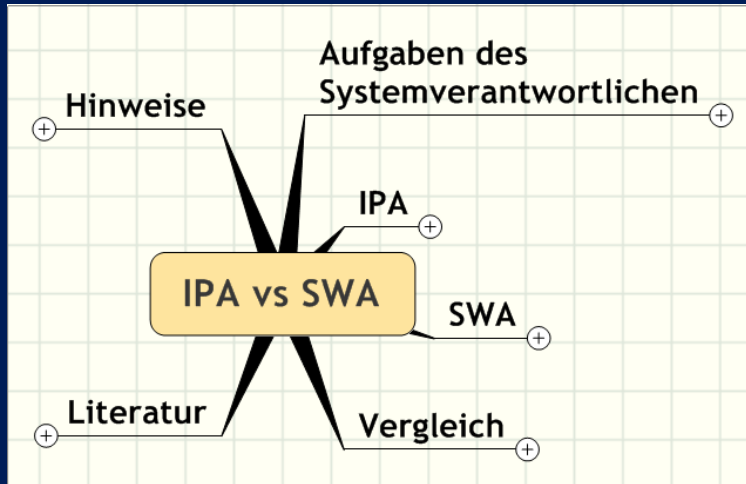 Aufgaben des
Systemverantwortlichen
Hinweise
IPA
IPA vs SWA
SWA
Literatur
Vergleich